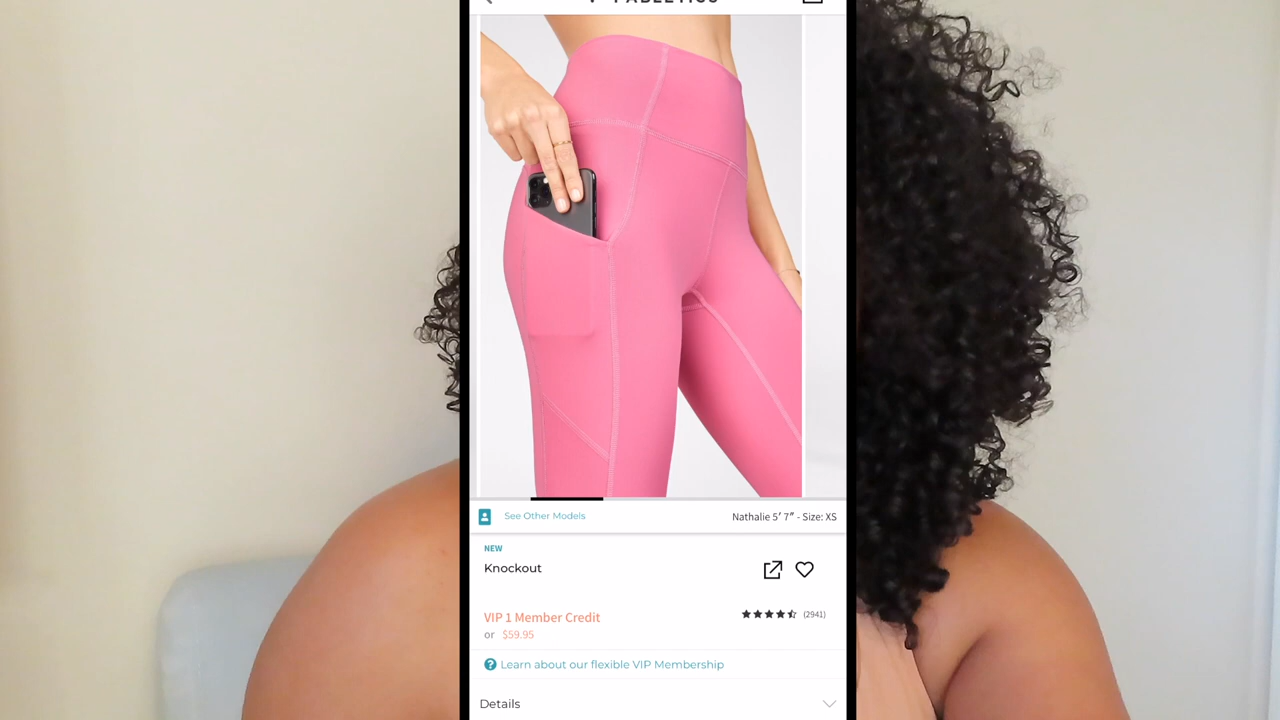 FABLETICS
See Other Models
Nathalie 5′ 7″ - Size: XS
NEW
Knockout
VIP 1 Member Credit
(2941)
or $59.95
Learn about our flexible VIP Membership
Details